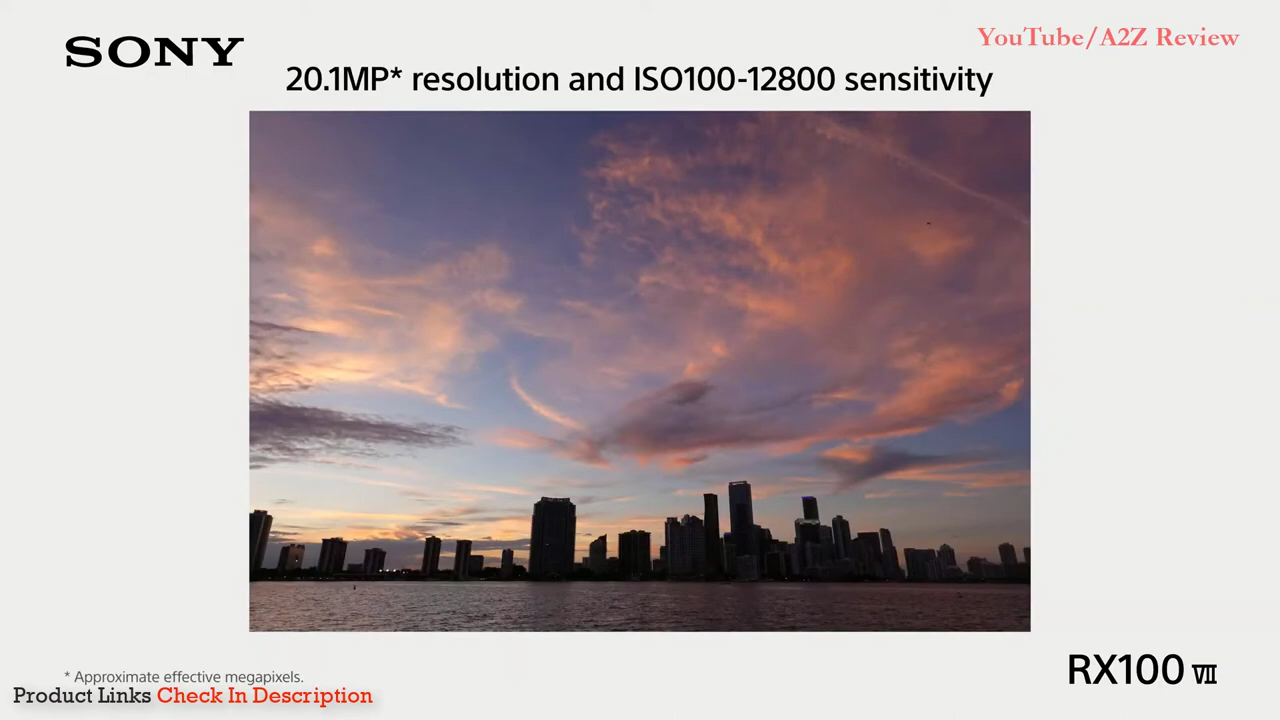 SONY
YouTube/A2Z Review
20.1MP* resolution and ISO100-12800 sensitivity
RX100 VII
* Approximate effective megapixels.
Product Links Check In Description